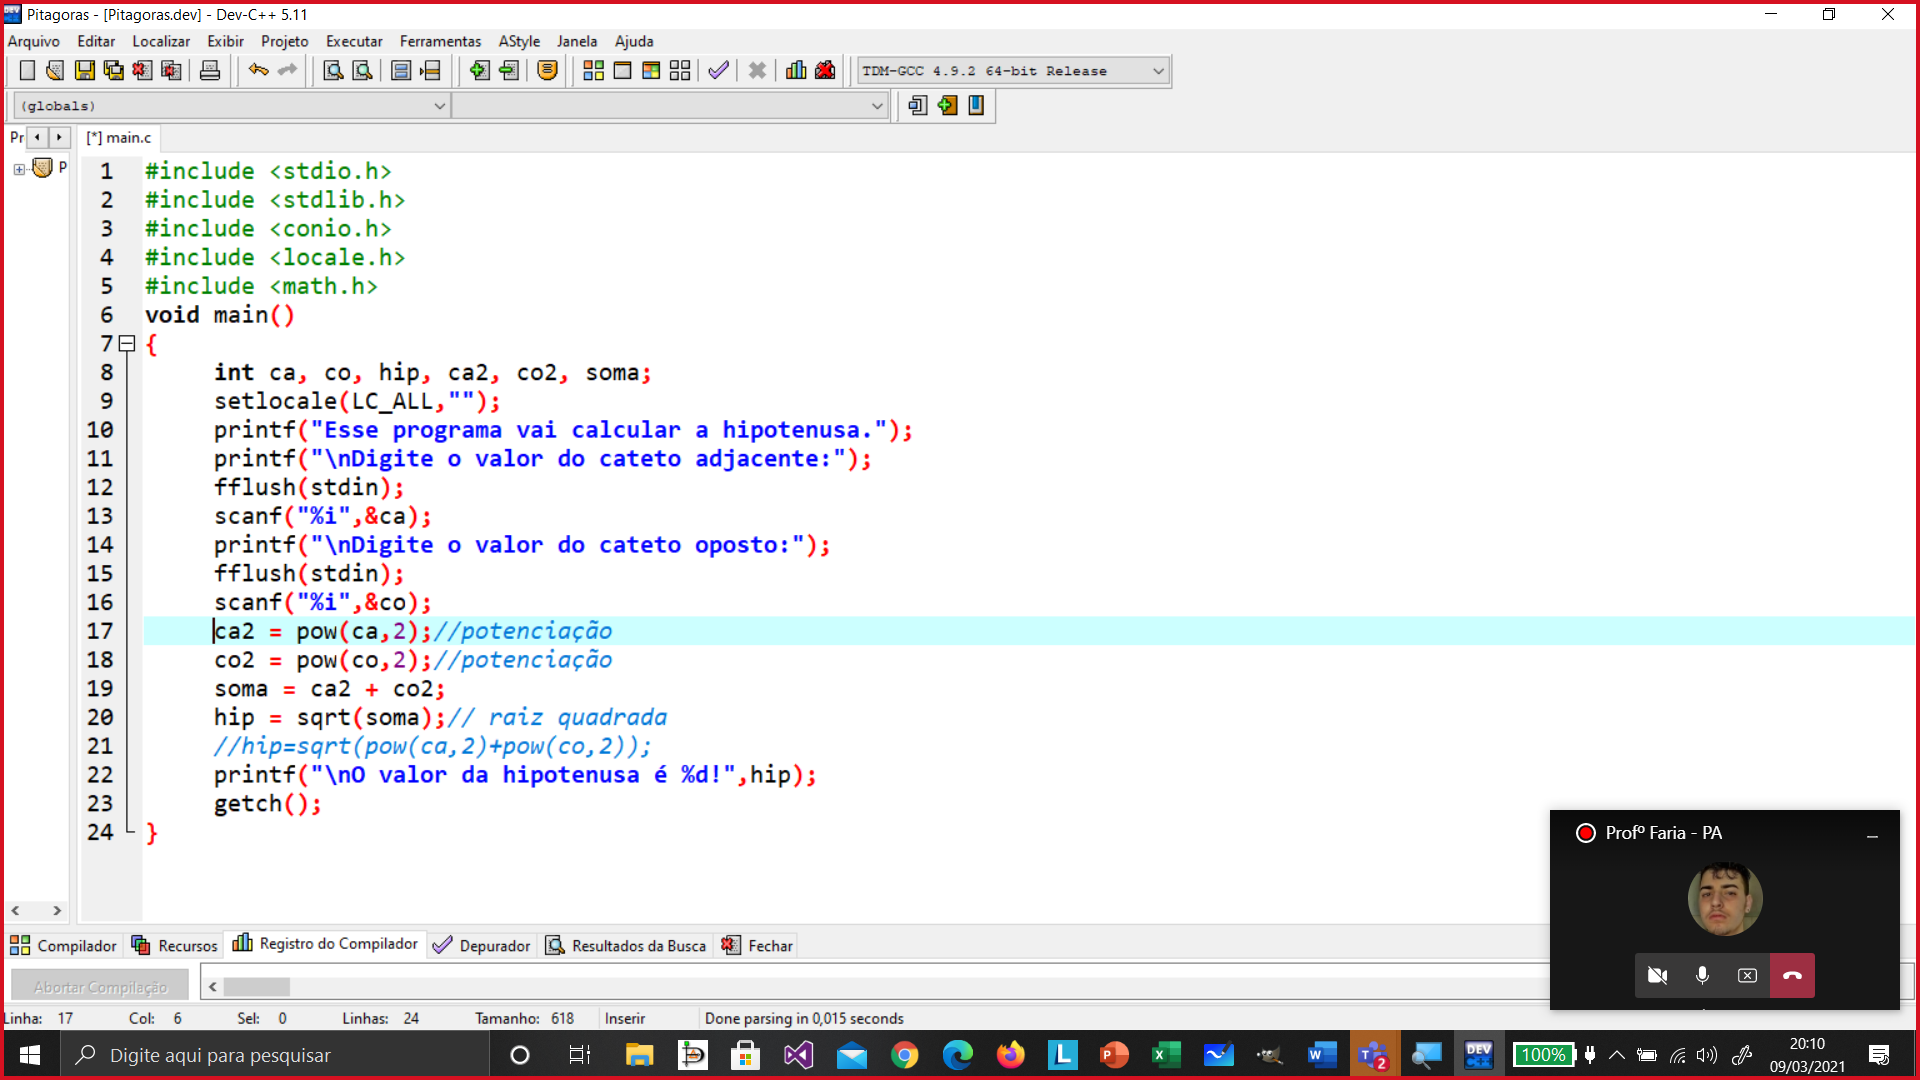 Pitagoras - [Pitagoras.dev] - Dev-C++ 5.11
Arquivo Editar Localizar Exibir Projeto Executar Ferramentas AStyle Janela Ajuda
TDM-GCC 4.9.2 64-bit Release
(globals)
Pr [*] main.c
P
1 #include <stdio.h>
2 #include <stdlib.h>
3 #include <conio.h>
4 #include <locale.h>
5 #include <math.h>
6 void main()
7 {
8 int ca, co, hip, ca2, co2, soma;
9 setlocale(LC_ALL,"");
10 printf("Esse programa vai calcular a hipotenusa.");
11 printf("\nDigite o valor do cateto adjacente:");
12 fflush(stdin);
13 scanf("%i",&ca);
14 printf("\nDigite o valor do cateto oposto:");
15 fflush(stdin);
16 scanf("%i",&co);
17 ca2 = pow(ca,2);//potenciação
18 co2 = pow(co,2);//potenciação
19 soma = ca2 + co2;
20 hip = sqrt(soma);// raiz quadrada
21 //hip=sqrt(pow(ca,2)+pow(co,2));
22 printf("\nO valor da hipotenusa é %d!",hip);
23 getch();
24 }
Profº Faria - PA
Compilador Recursos Registro do Compilador Depurador Resultados da Busca Fechar
Abortar Compilação
Linha: 17 Col: 6 Sel: 0 Linhas: 24 Tamanho: 618 Inserir Done parsing in 0,015 seconds
Digite aqui para pesquisar
100%
20:10
09/03/2021